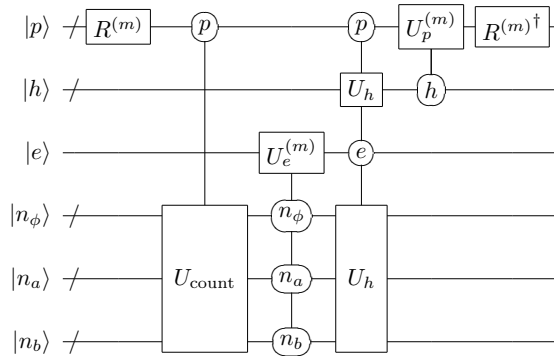 |p⟩ R^{(m)} p p U_p^{(m)} R^{(m)†}
|h⟩ U_h h
|e⟩ U_e^{(m)} e
|n_ϕ⟩ n_ϕ
|n_a⟩ U_count n_a U_h
|n_b⟩ n_b